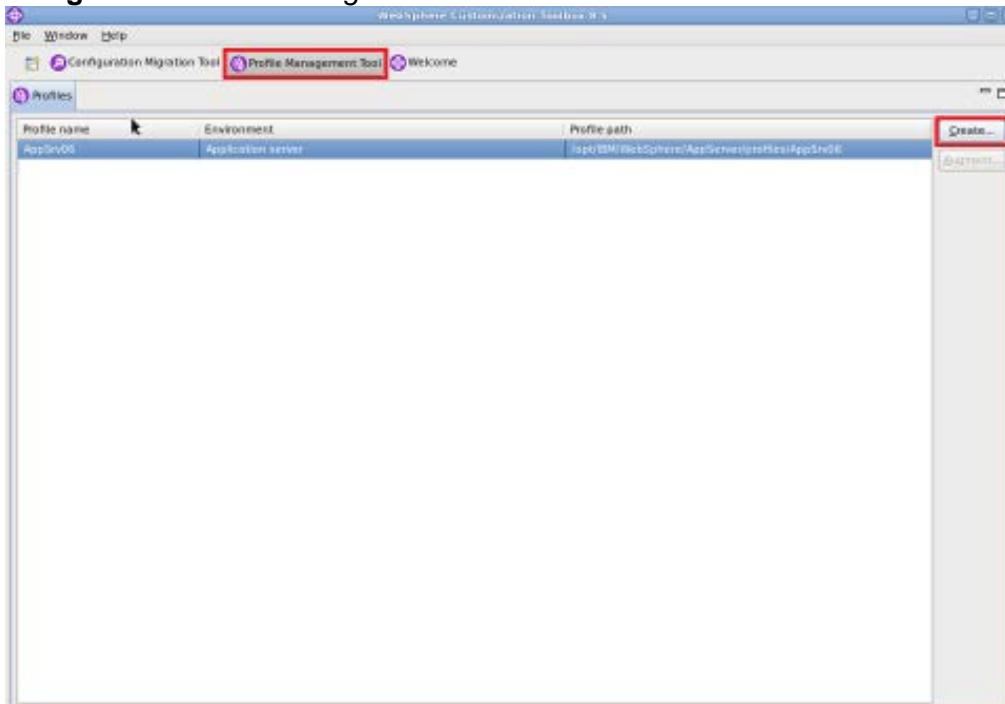 WebSphere Customization Toolbox 8.5
File Window Help
Configuration Migration Tool Profile Management Tool Welcome
Profiles
Profile name Environment Profile path
AppSrv06 Application server /opt/IBM/WebSphere/AppServer/profiles/AppSrv06
Create...
Augment...